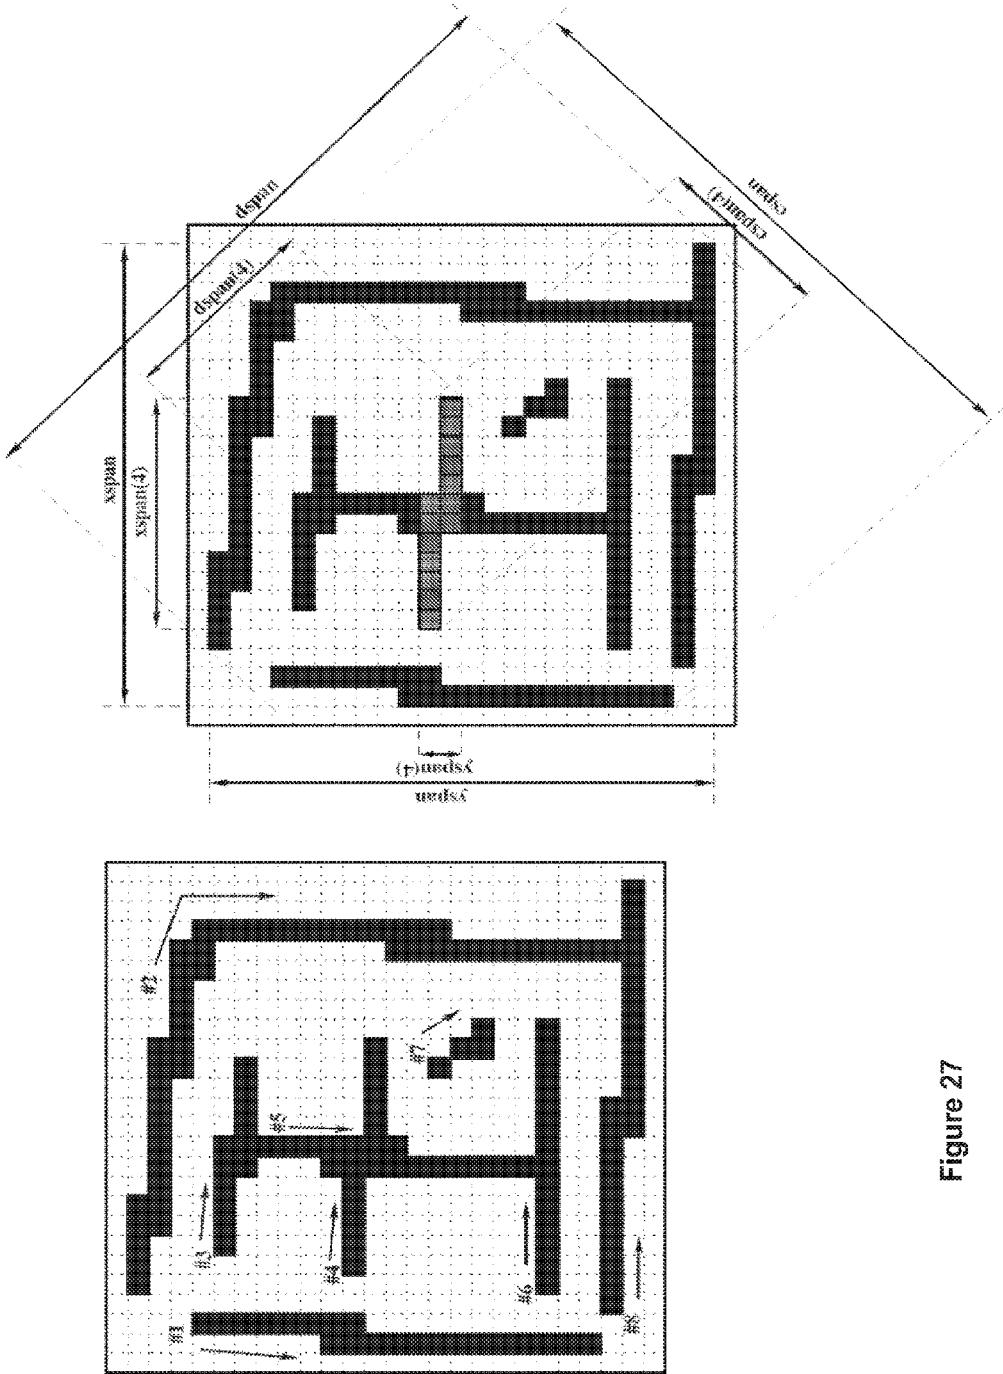 dspan
dspan(4)
cspan
cspan(4)
xspan
xspan(4)
yspan(4)
yspan
#2
#7
#5
#3
#4
#6
#1
#8
Figure 27